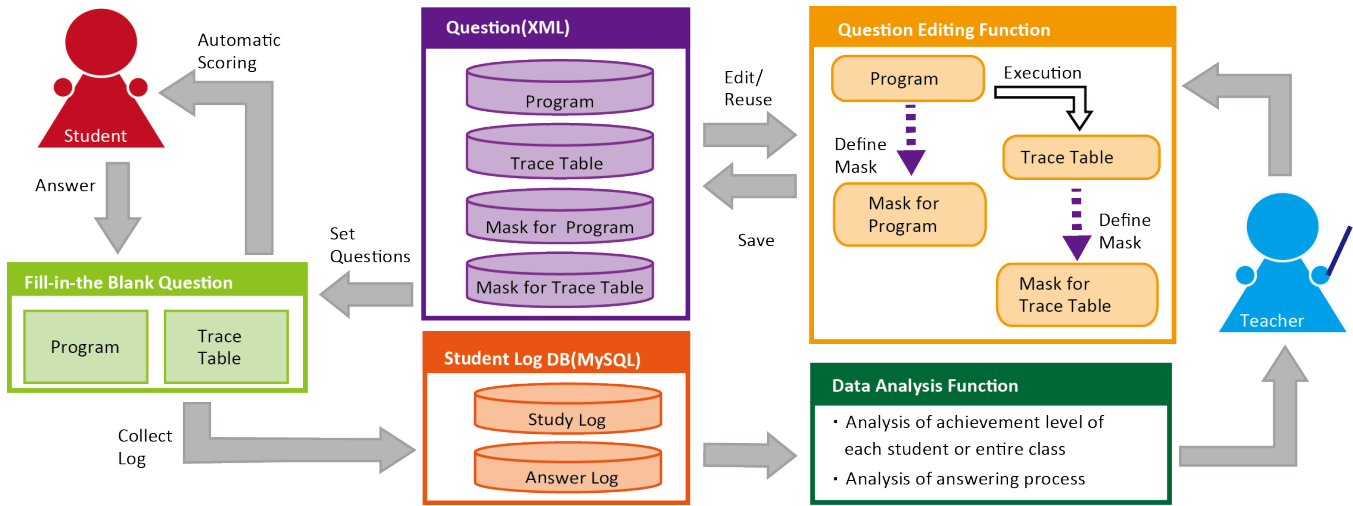 Automatic
Scoring
Student
Answer
Fill-in-the Blank Question
Program
Trace
Table
Set
Questions
Collect
Log
Question(XML)
Program
Trace Table
Mask for  Program
Mask for Trace Table
Student Log DB(MySQL)
Study Log
Answer Log
Edit/
Reuse
Save
Question Editing Function
Program
Execution
Define
Mask
Trace Table
Mask for
Program
Define
Mask
Mask for
Trace Table
Teacher
Data Analysis Function
・Analysis of achievement level of
each student or entire class
・Analysis of answering process